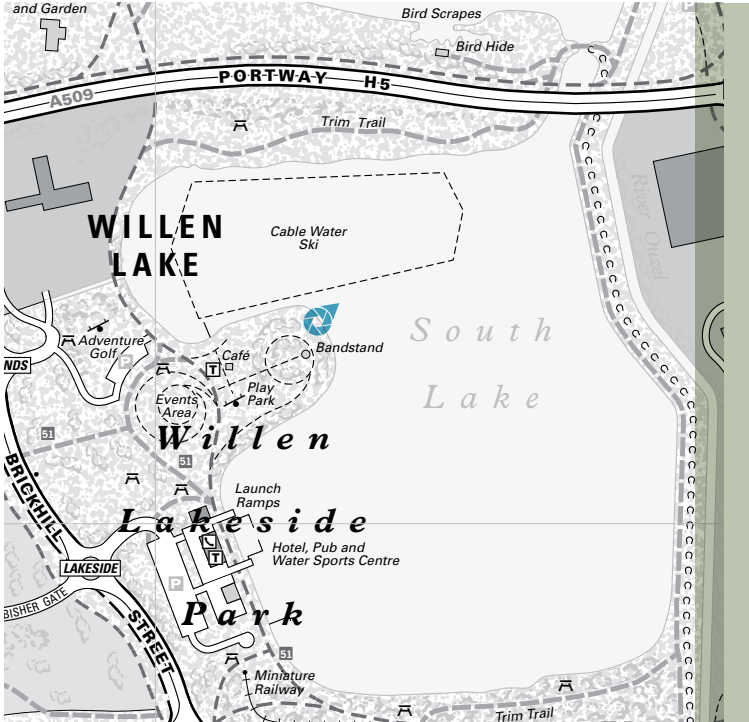 and Garden
Bird Scrapes
Bird Hide
PORTWAY H5
A509
Trim Trail
River Ouzel
WILLEN
LAKE
Cable Water
Ski
South
Lake
Adventure
Golf
P
NDS
T
Café
Bandstand
Play
Park
Events
Area
51
Willen
51
BRICKHILL
Launch
Ramps
Lakeside
Hotel, Pub and
Water Sports Centre
T
LAKESIDE
P
BISHER GATE
Park
STREET
51
Miniature
Railway
Trim Trail